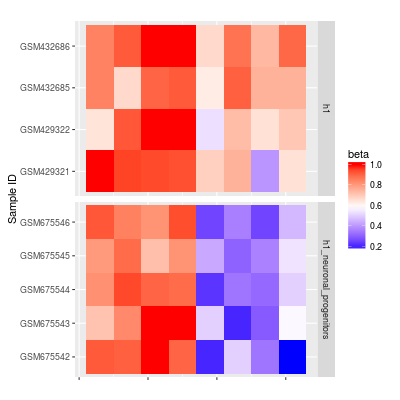 Sample ID
GSM432686
GSM432685
GSM429322
GSM429321
h1
GSM675546
GSM675545
GSM675544
GSM675543
GSM675542
h1_neuronal_progenitors
beta
1.0
0.8
0.6
0.4
0.2